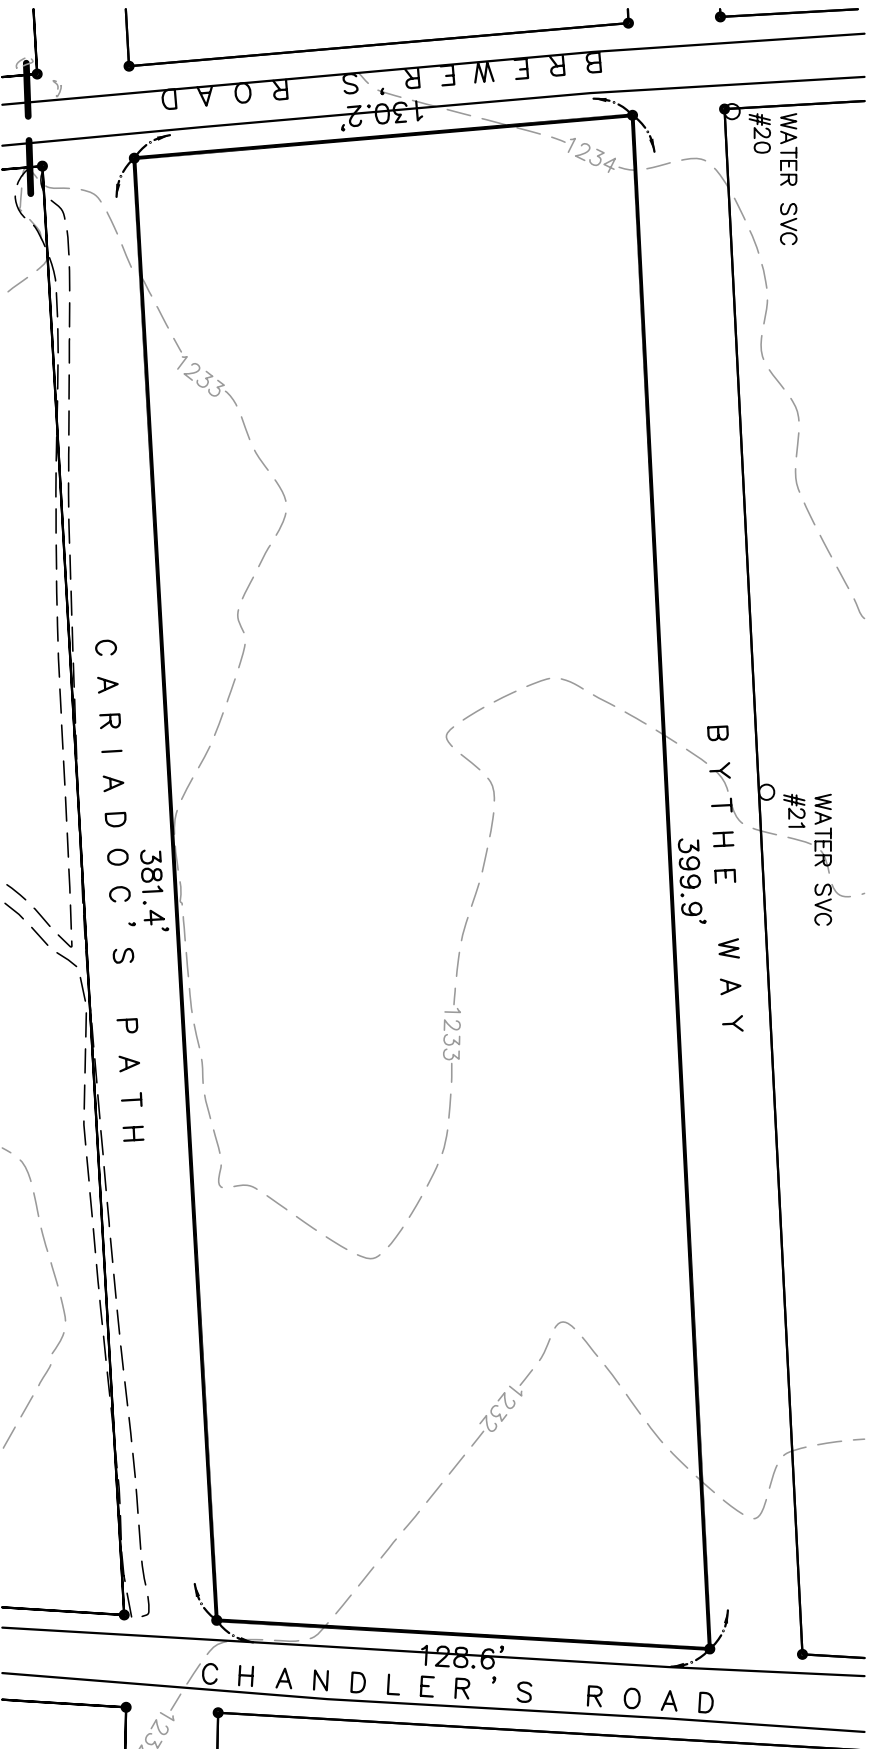 BREWER'S ROAD
130.2'
1234
WATER SVC
#20
1233
CARIADOC'S PATH
381.4'
BYTHE WAY
399.9'
WATER SVC
#21
1233
1232
128.6'
CHANDLER'S ROAD